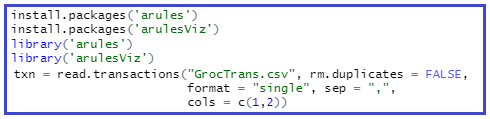 install.packages('arules')
install.packages('arulesViz')
library('arules')
library('arulesViz')
txn = read.transactions("GrocTrans.csv", rm.duplicates = FALSE,
format = "single", sep = ",",
cols = c(1,2))